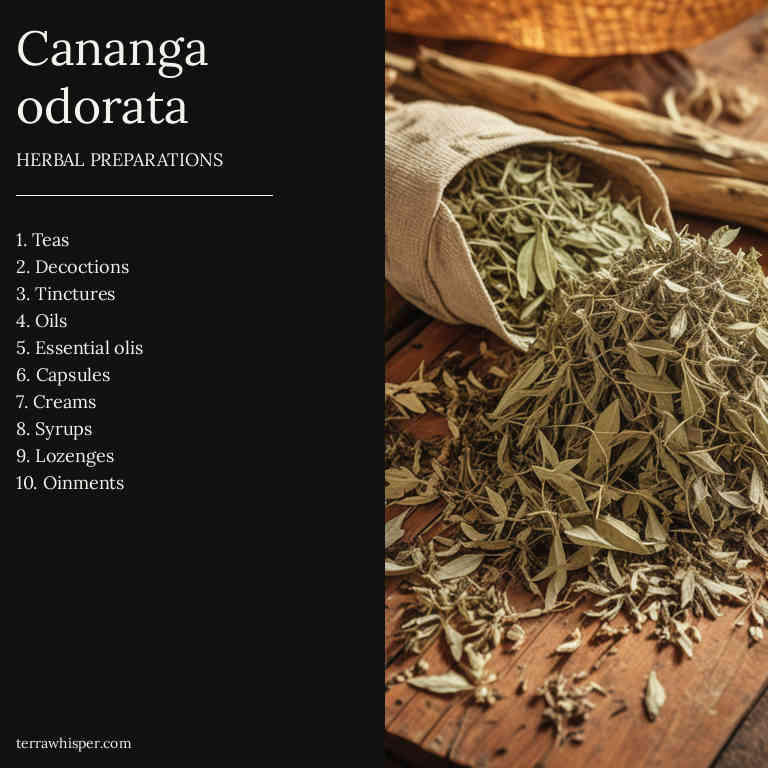 Cananga
odorata
HERBAL PREPARATIONS
1. Teas
2. Decoctions
3. Tinctures
4. Oils
5. Essential olis
6. Capsules
7. Creams
8. Syrups
9. Lozenges
10. Oinments
terrawhisper.com